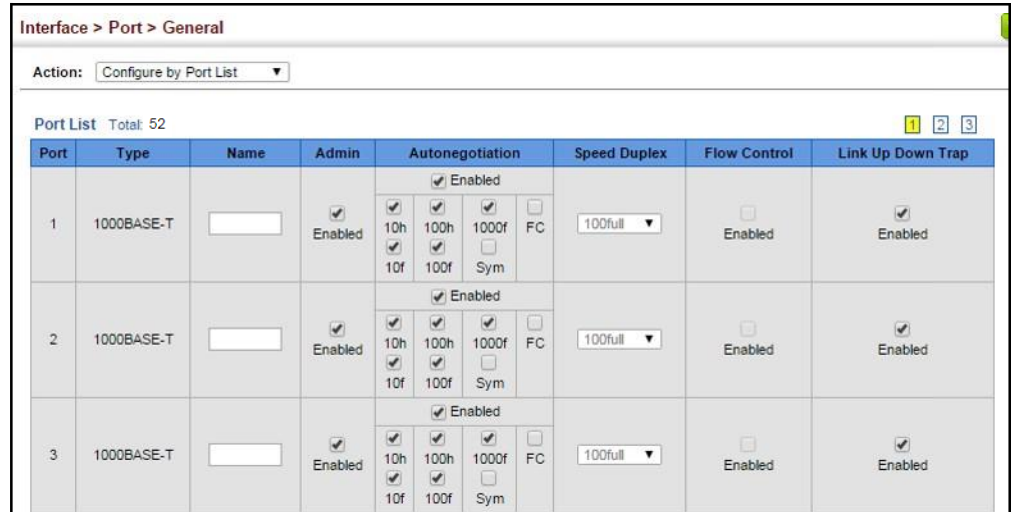 Interface > Port > General
Action: Configure by Port List
Port List Total: 52 1 2 3
Port Type Name Admin Autonegotiation Speed Duplex Flow Control Link Up Down Trap
Enabled
1 1000BASE-T Enabled 10h 100h 1000f FC 100full Enabled Enabled
10f 100f Sym
Enabled
2 1000BASE-T Enabled 10h 100h 1000f FC 100full Enabled Enabled
10f 100f Sym
Enabled
3 1000BASE-T Enabled 10h 100h 1000f FC 100full Enabled Enabled
10f 100f Sym